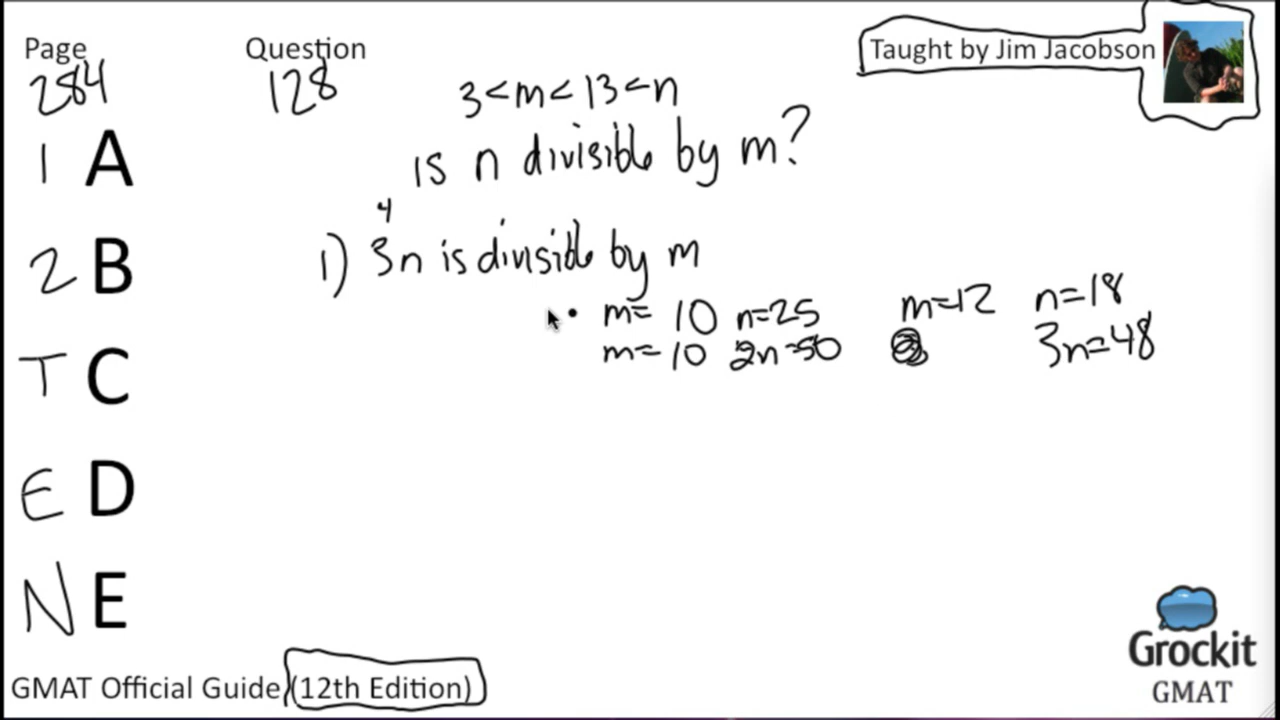 Page Question Taught by Jim Jacobson
284 128 3<m<13<n
1 A is n divisible by m?
4
2 B 1) 3n is divisible by m
m= 10 n=25 m=12 n=18
m=10 2n=50 3n=48
T C
E D
N E
Grockit
GMAT
GMAT Official Guide (12th Edition)